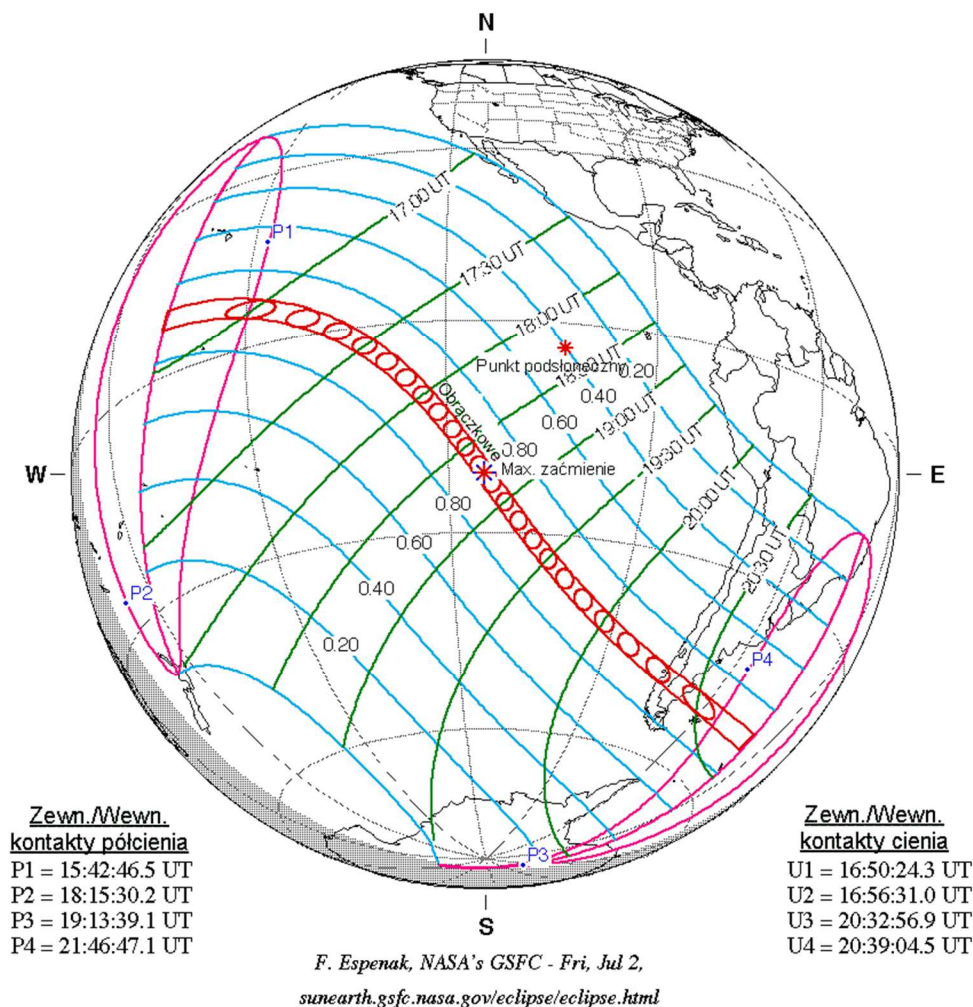 N
P1
17:00 UT
17:30 UT
18:00 UT
Punkt podsłoneczny
18:30 UT
0.20
0.40
19:00 UT
Obrączkowe
0.60
0.80
19:30 UT
W
Max. zaćmienie
E
0.80
20:00 UT
0.60
20:30 UT
0.40
P2
0.20
P4
P3
Zewn./Wewn.
kontakty półcienia
P1 = 15:42:46.5 UT
P2 = 18:15:30.2 UT
P3 = 19:13:39.1 UT
P4 = 21:46:47.1 UT
S
Zewn./Wewn.
kontakty cienia
U1 = 16:50:24.3 UT
U2 = 16:56:31.0 UT
U3 = 20:32:56.9 UT
U4 = 20:39:04.5 UT
F. Espenak, NASA's GSFC - Fri, Jul 2,
sunearth.gsfc.nasa.gov/eclipse/eclipse.html